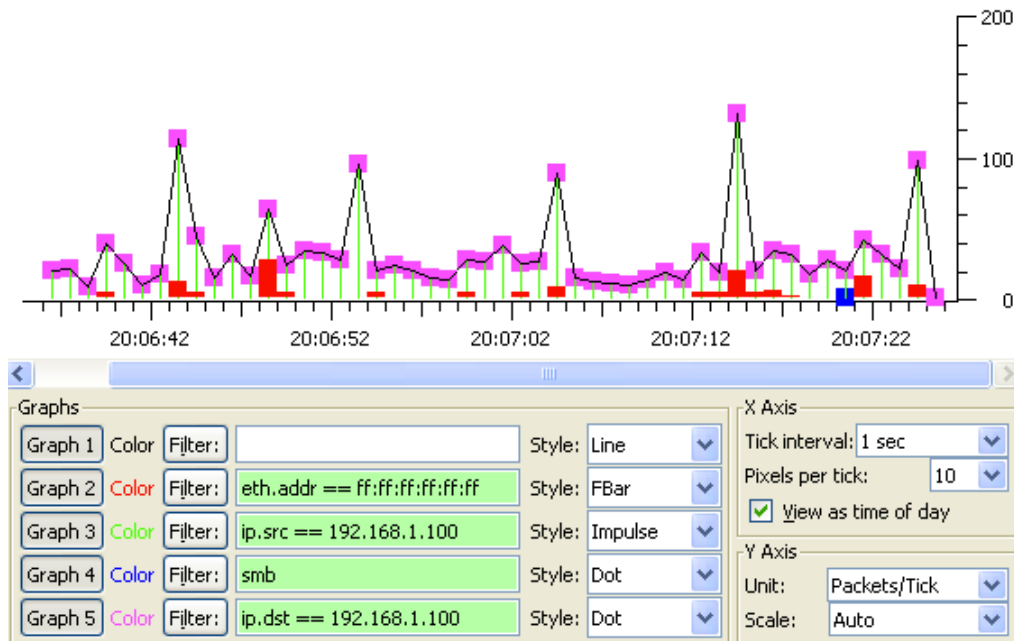 200
100
0
20:06:42 20:06:52 20:07:02 20:07:12 20:07:22
Graphs
Graph 1 Color Filter: Style: Line
Graph 2 Color Filter: eth.addr == ff:ff:ff:ff:ff:ff Style: FBar
Graph 3 Color Filter: ip.src == 192.168.1.100 Style: Impulse
Graph 4 Color Filter: smb Style: Dot
Graph 5 Color Filter: ip.dst == 192.168.1.100 Style: Dot
X Axis
Tick interval: 1 sec
Pixels per tick: 10
View as time of day
Y Axis
Unit: Packets/Tick
Scale: Auto